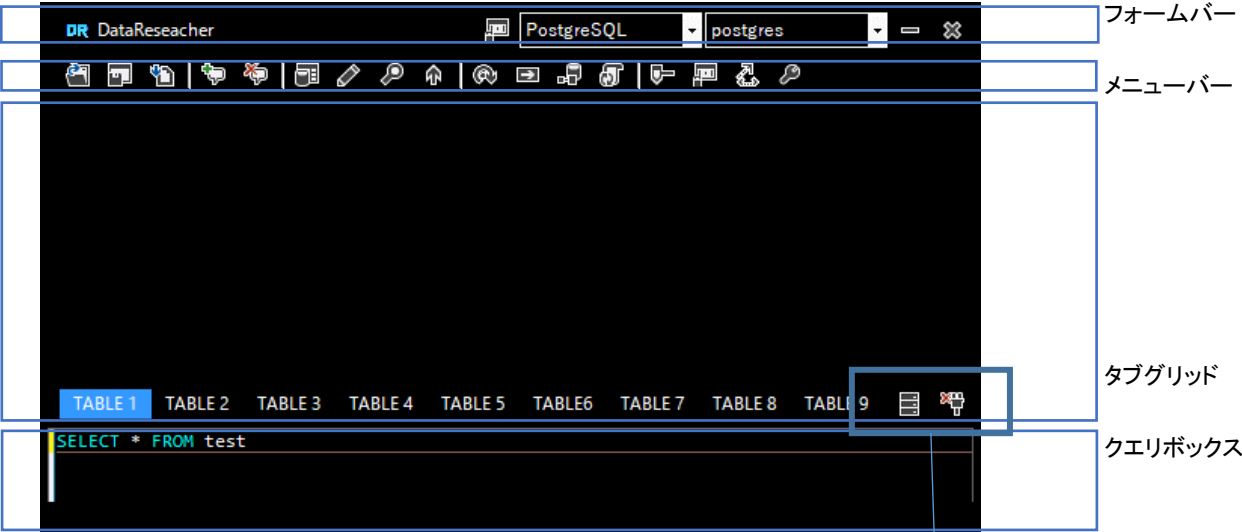 フォームバー
DR DataReseacher PostgreSQL postgres
メニューバー
タブグリッド
TABLE 1 TABLE 2 TABLE 3 TABLE 4 TABLE 5 TABLE6 TABLE 7 TABLE 8 TABLE 9
クエリボックス
SELECT * FROM test